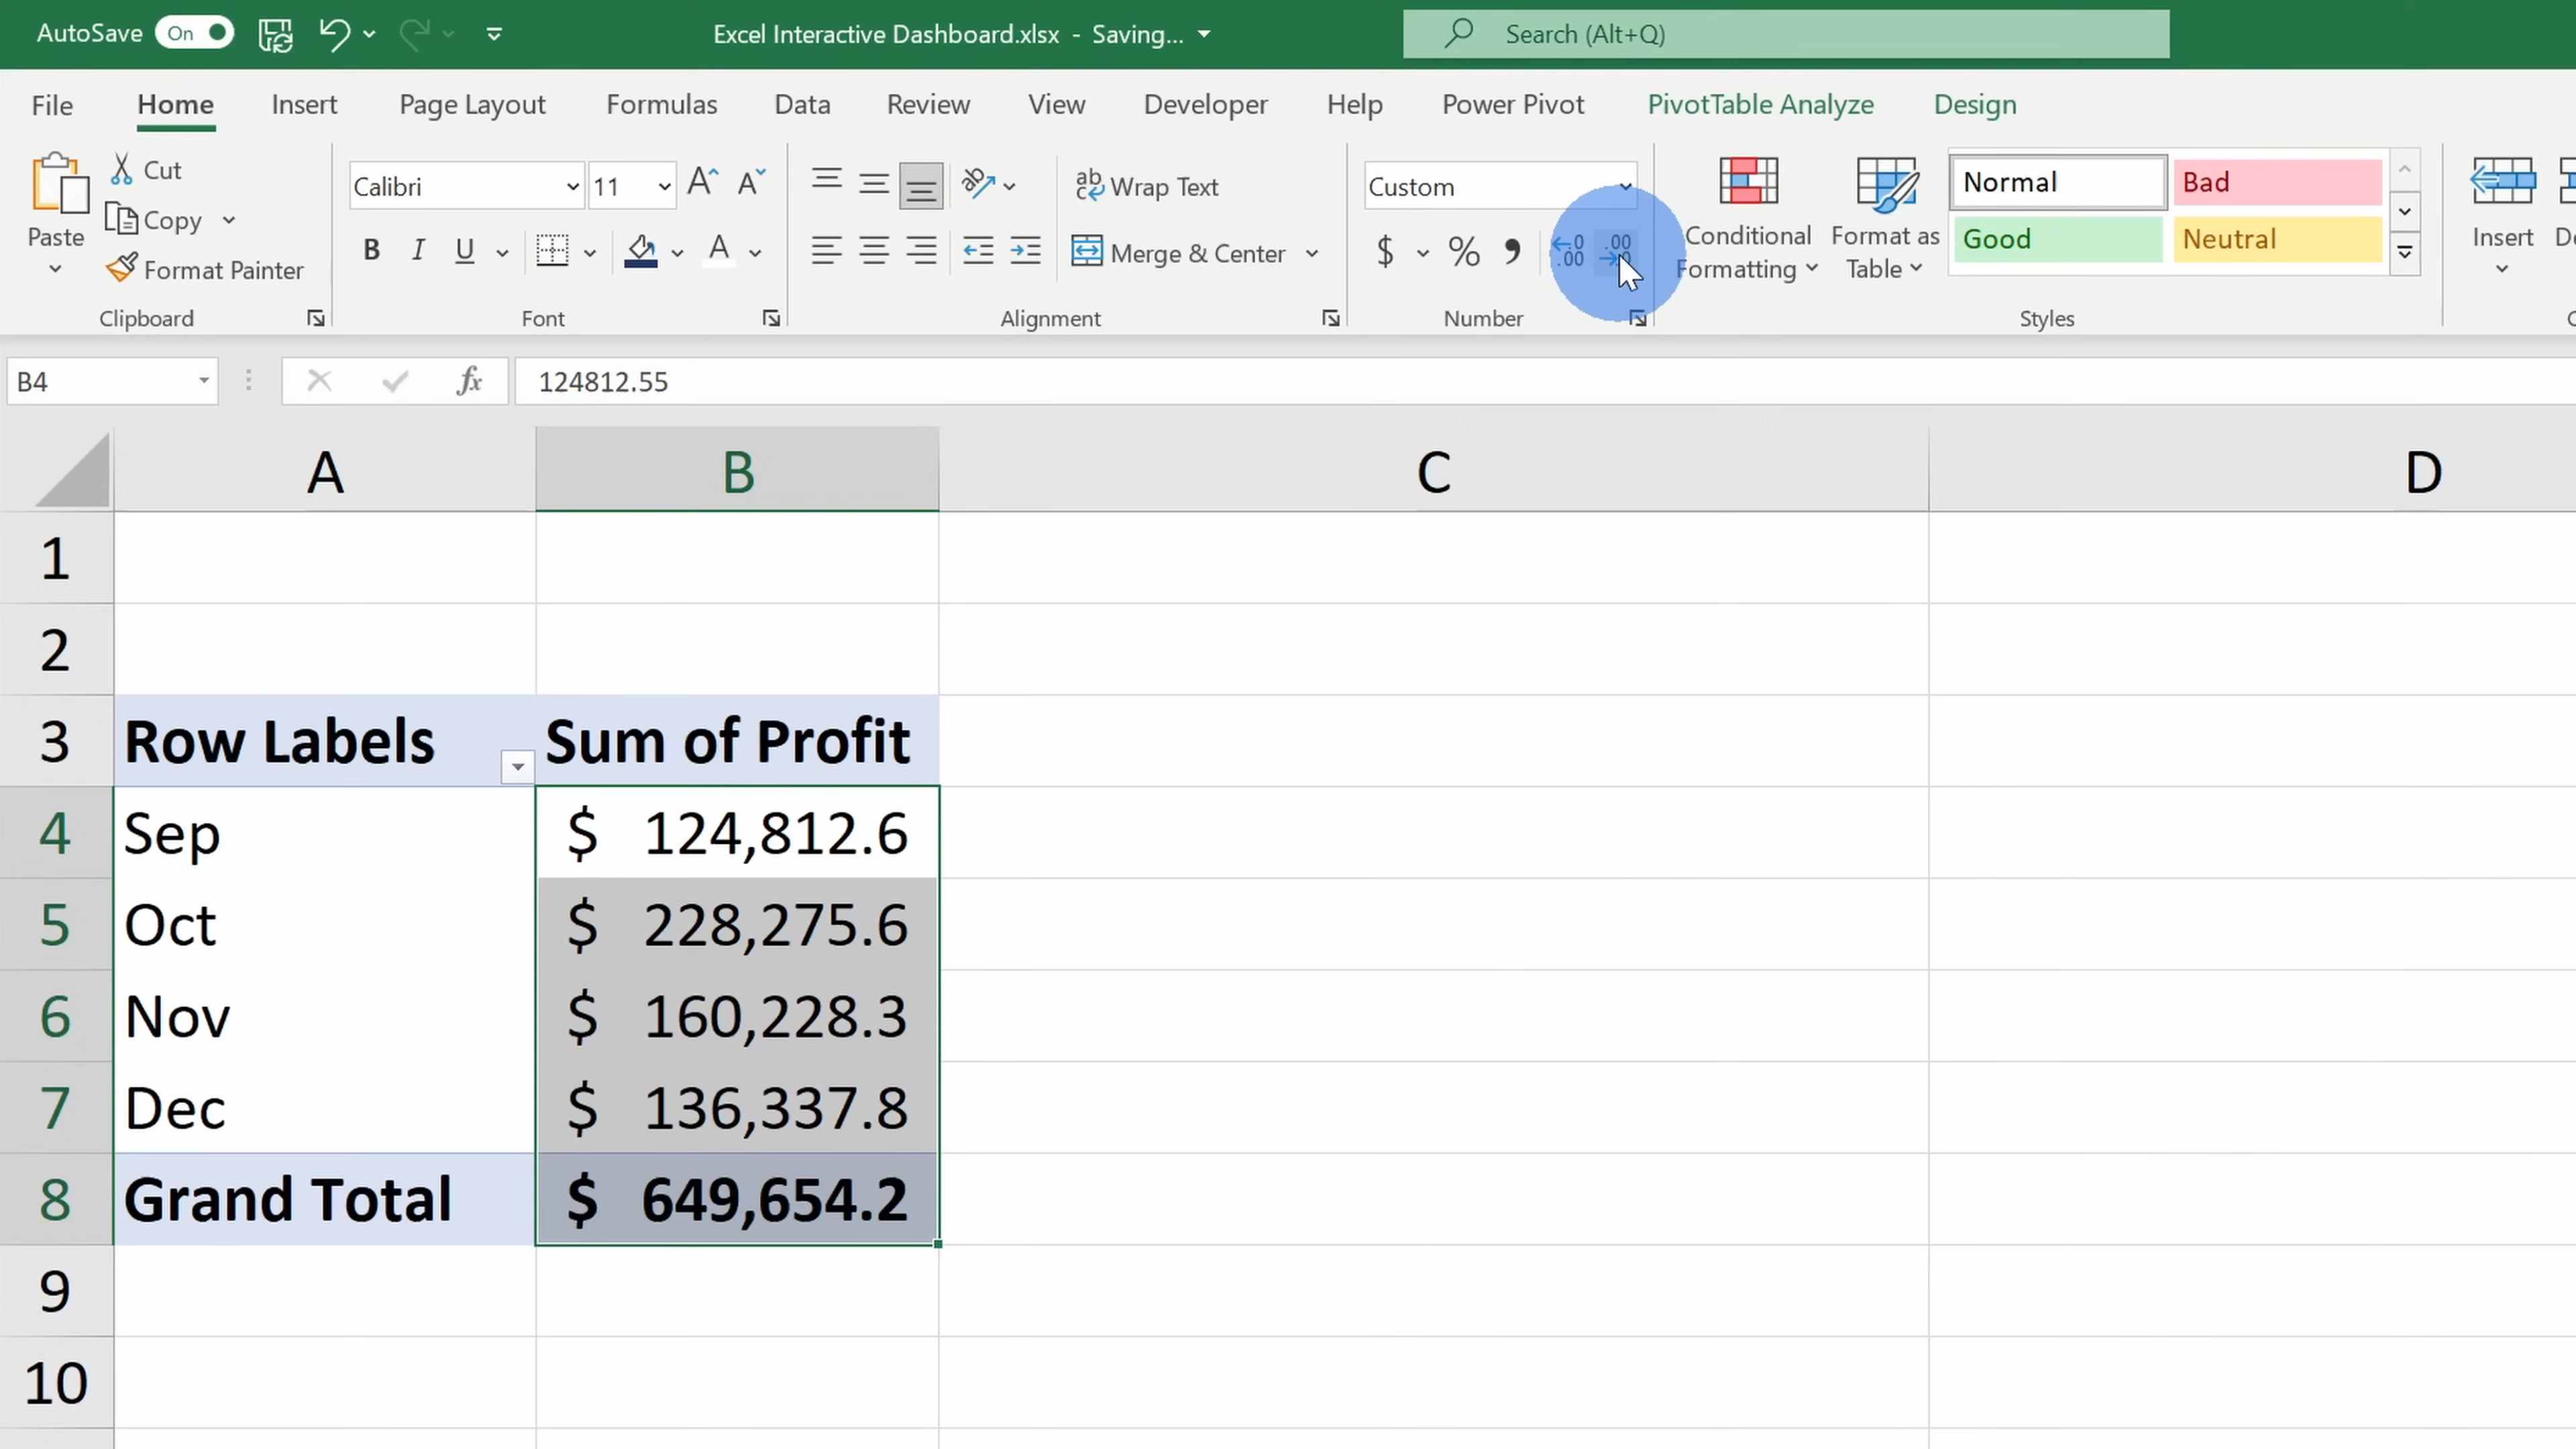 AutoSave On Excel Interactive Dashboard.xlsx - Saving... Search (Alt+Q)
File Home Insert Page Layout Formulas Data Review View Developer Help Power Pivot PivotTable Analyze Design
Paste
Cut
Copy
Format Painter
Clipboard
Calibri 11
B I U A
Font
Wrap Text
Merge & Center
Alignment
Custom
$ % , .00
Number
Conditional
Formatting
Format as
Table
Normal Bad
Good Neutral
Styles
Insert
B4 fx 124812.55
A B C D
1
2
3 Row Labels Sum of Profit
4 Sep $ 124,812.6
5 Oct $ 228,275.6
6 Nov $ 160,228.3
7 Dec $ 136,337.8
8 Grand Total $ 649,654.2
9
10